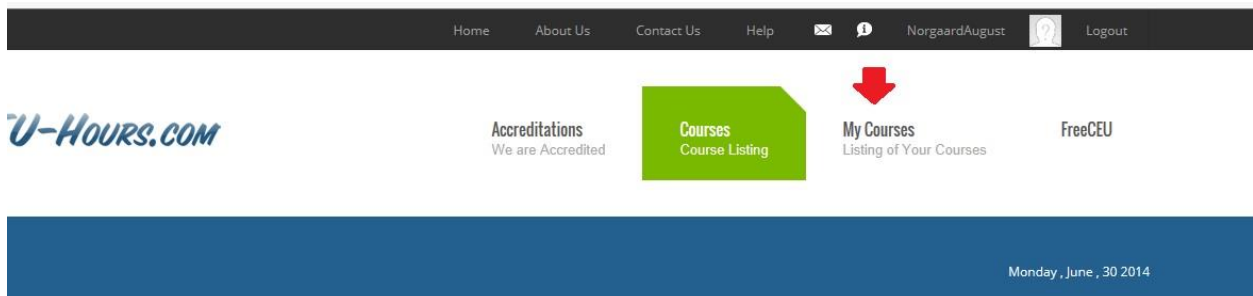 Home About Us Contact Us Help NorgaardAugust Logout
U-Hours.com
Accreditations Courses My Courses FreeCEU
We are Accredited Course Listing Listing of Your Courses
Monday , June , 30 2014